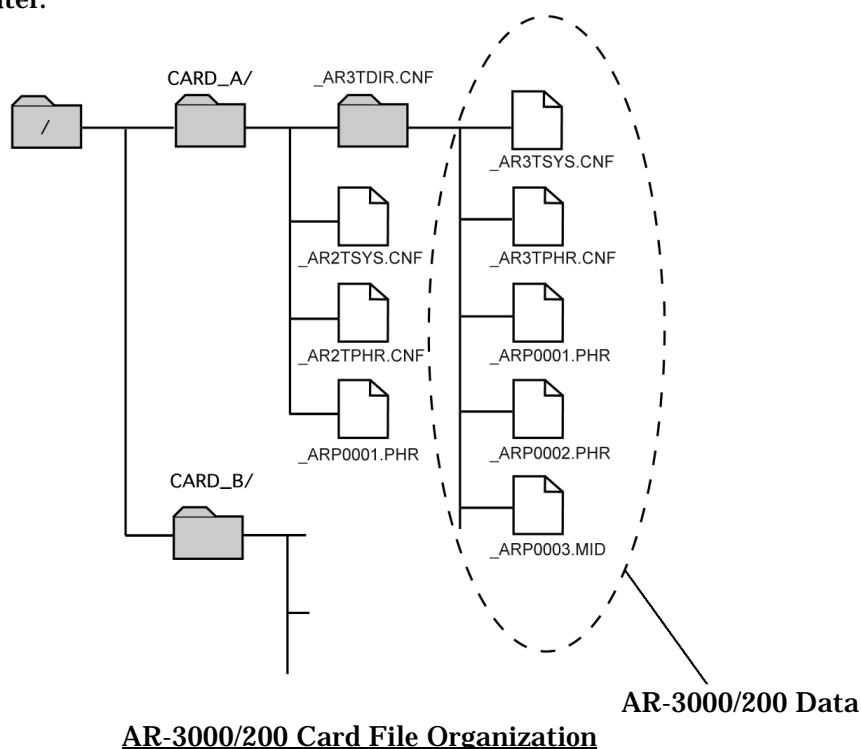 CARD_A/
_AR3TDIR.CNF
/
_AR3TSYS.CNF
_AR2TSYS.CNF
_AR3TPHR.CNF
_AR2TPHR.CNF
_ARP0001.PHR
_ARP0001.PHR
_ARP0002.PHR
CARD_B/
_ARP0003.MID
AR-3000/200 Data
AR-3000/200 Card File Organization